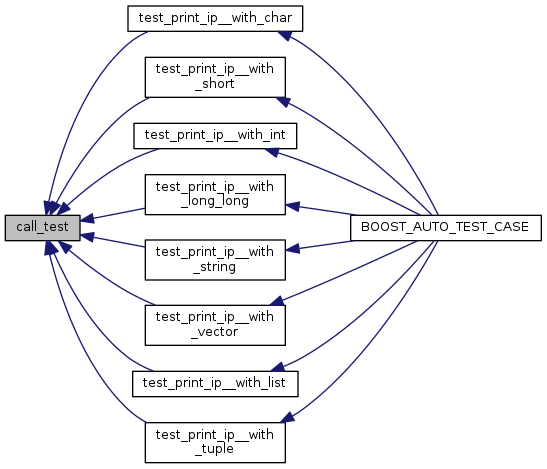 test_print_ip__with_char
test_print_ip__with
_short
test_print_ip__with_int
test_print_ip__with
_long_long
call_test
BOOST_AUTO_TEST_CASE
test_print_ip__with
_string
test_print_ip__with
_vector
test_print_ip__with_list
test_print_ip__with
_tuple